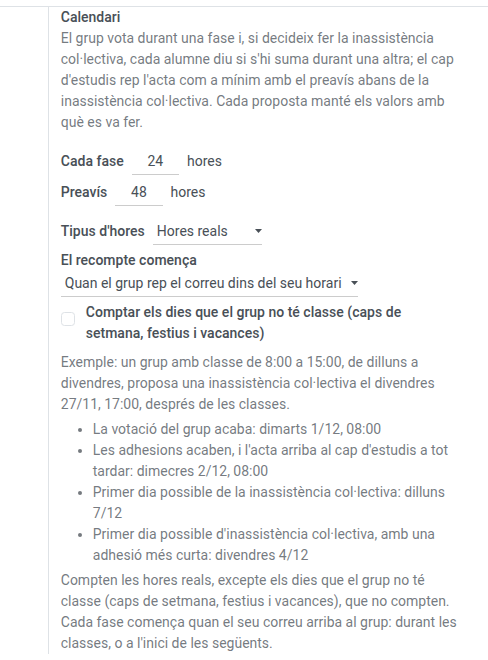 Calendari
El grup vota durant una fase i, si decideix fer la inassistència
col·lectiva, cada alumne diu si s'hi suma durant una altra; el cap
d'estudis rep l'acta com a mínim amb el preavís abans de la
inassistència col·lectiva. Cada proposta manté els valors amb
què es va fer.
Cada fase 24 hores
Preavís 48 hores
Tipus d'hores Hores reals
El recompte comença
Quan el grup rep el correu dins del seu horari
Comptar els dies que el grup no té classe (caps de
setmana, festius i vacances)
Exemple: un grup amb classe de 8:00 a 15:00, de dilluns a
divendres, proposa una inassistència col·lectiva el divendres
27/11, 17:00, després de les classes.
• La votació del grup acaba: dimarts 1/12, 08:00
• Les adhesions acaben, i l'acta arriba al cap d'estudis a tot
tardar: dimecres 2/12, 08:00
• Primer dia possible de la inassistència col·lectiva: dilluns
7/12
• Primer dia possible d'inassistència col·lectiva, amb una
adhesió més curta: divendres 4/12
Compten les hores reals, excepte els dies que el grup no té
classe (caps de setmana, festius i vacances), que no compten.
Cada fase comença quan el seu correu arriba al grup: durant les
classes, o a l'inici de les següents.